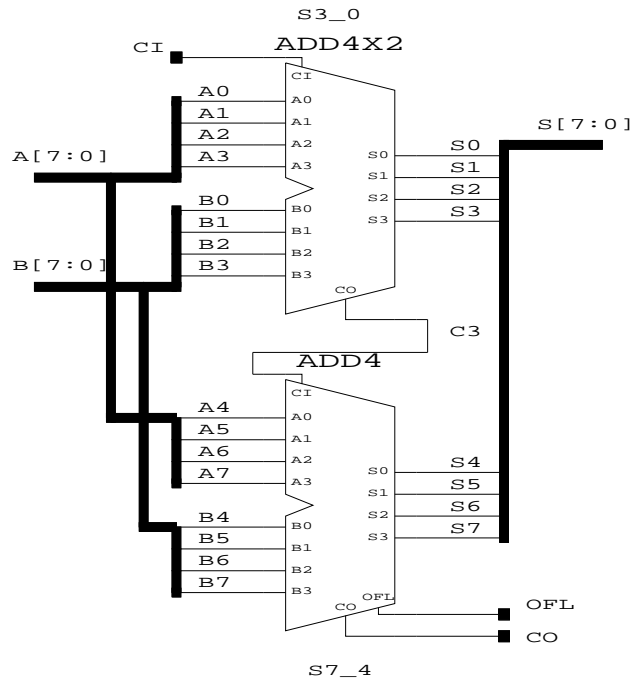 S3_0
ADD4X2
CI
CI
A0
A0
A1
A1
A2
A2
A3
A3
A[7:0]
S[7:0]
S0
S0
S1
S1
S2
S2
S3
S3
B0
B0
B1
B1
B2
B2
B3
B3
B[7:0]
CO
C3
ADD4
CI
A4
A0
A5
A1
A6
A2
A7
A3
S0
S4
S1
S5
S2
S6
S3
S7
B4
B0
B5
B1
B6
B2
B7
B3
OFL
CO
OFL
CO
S7_4